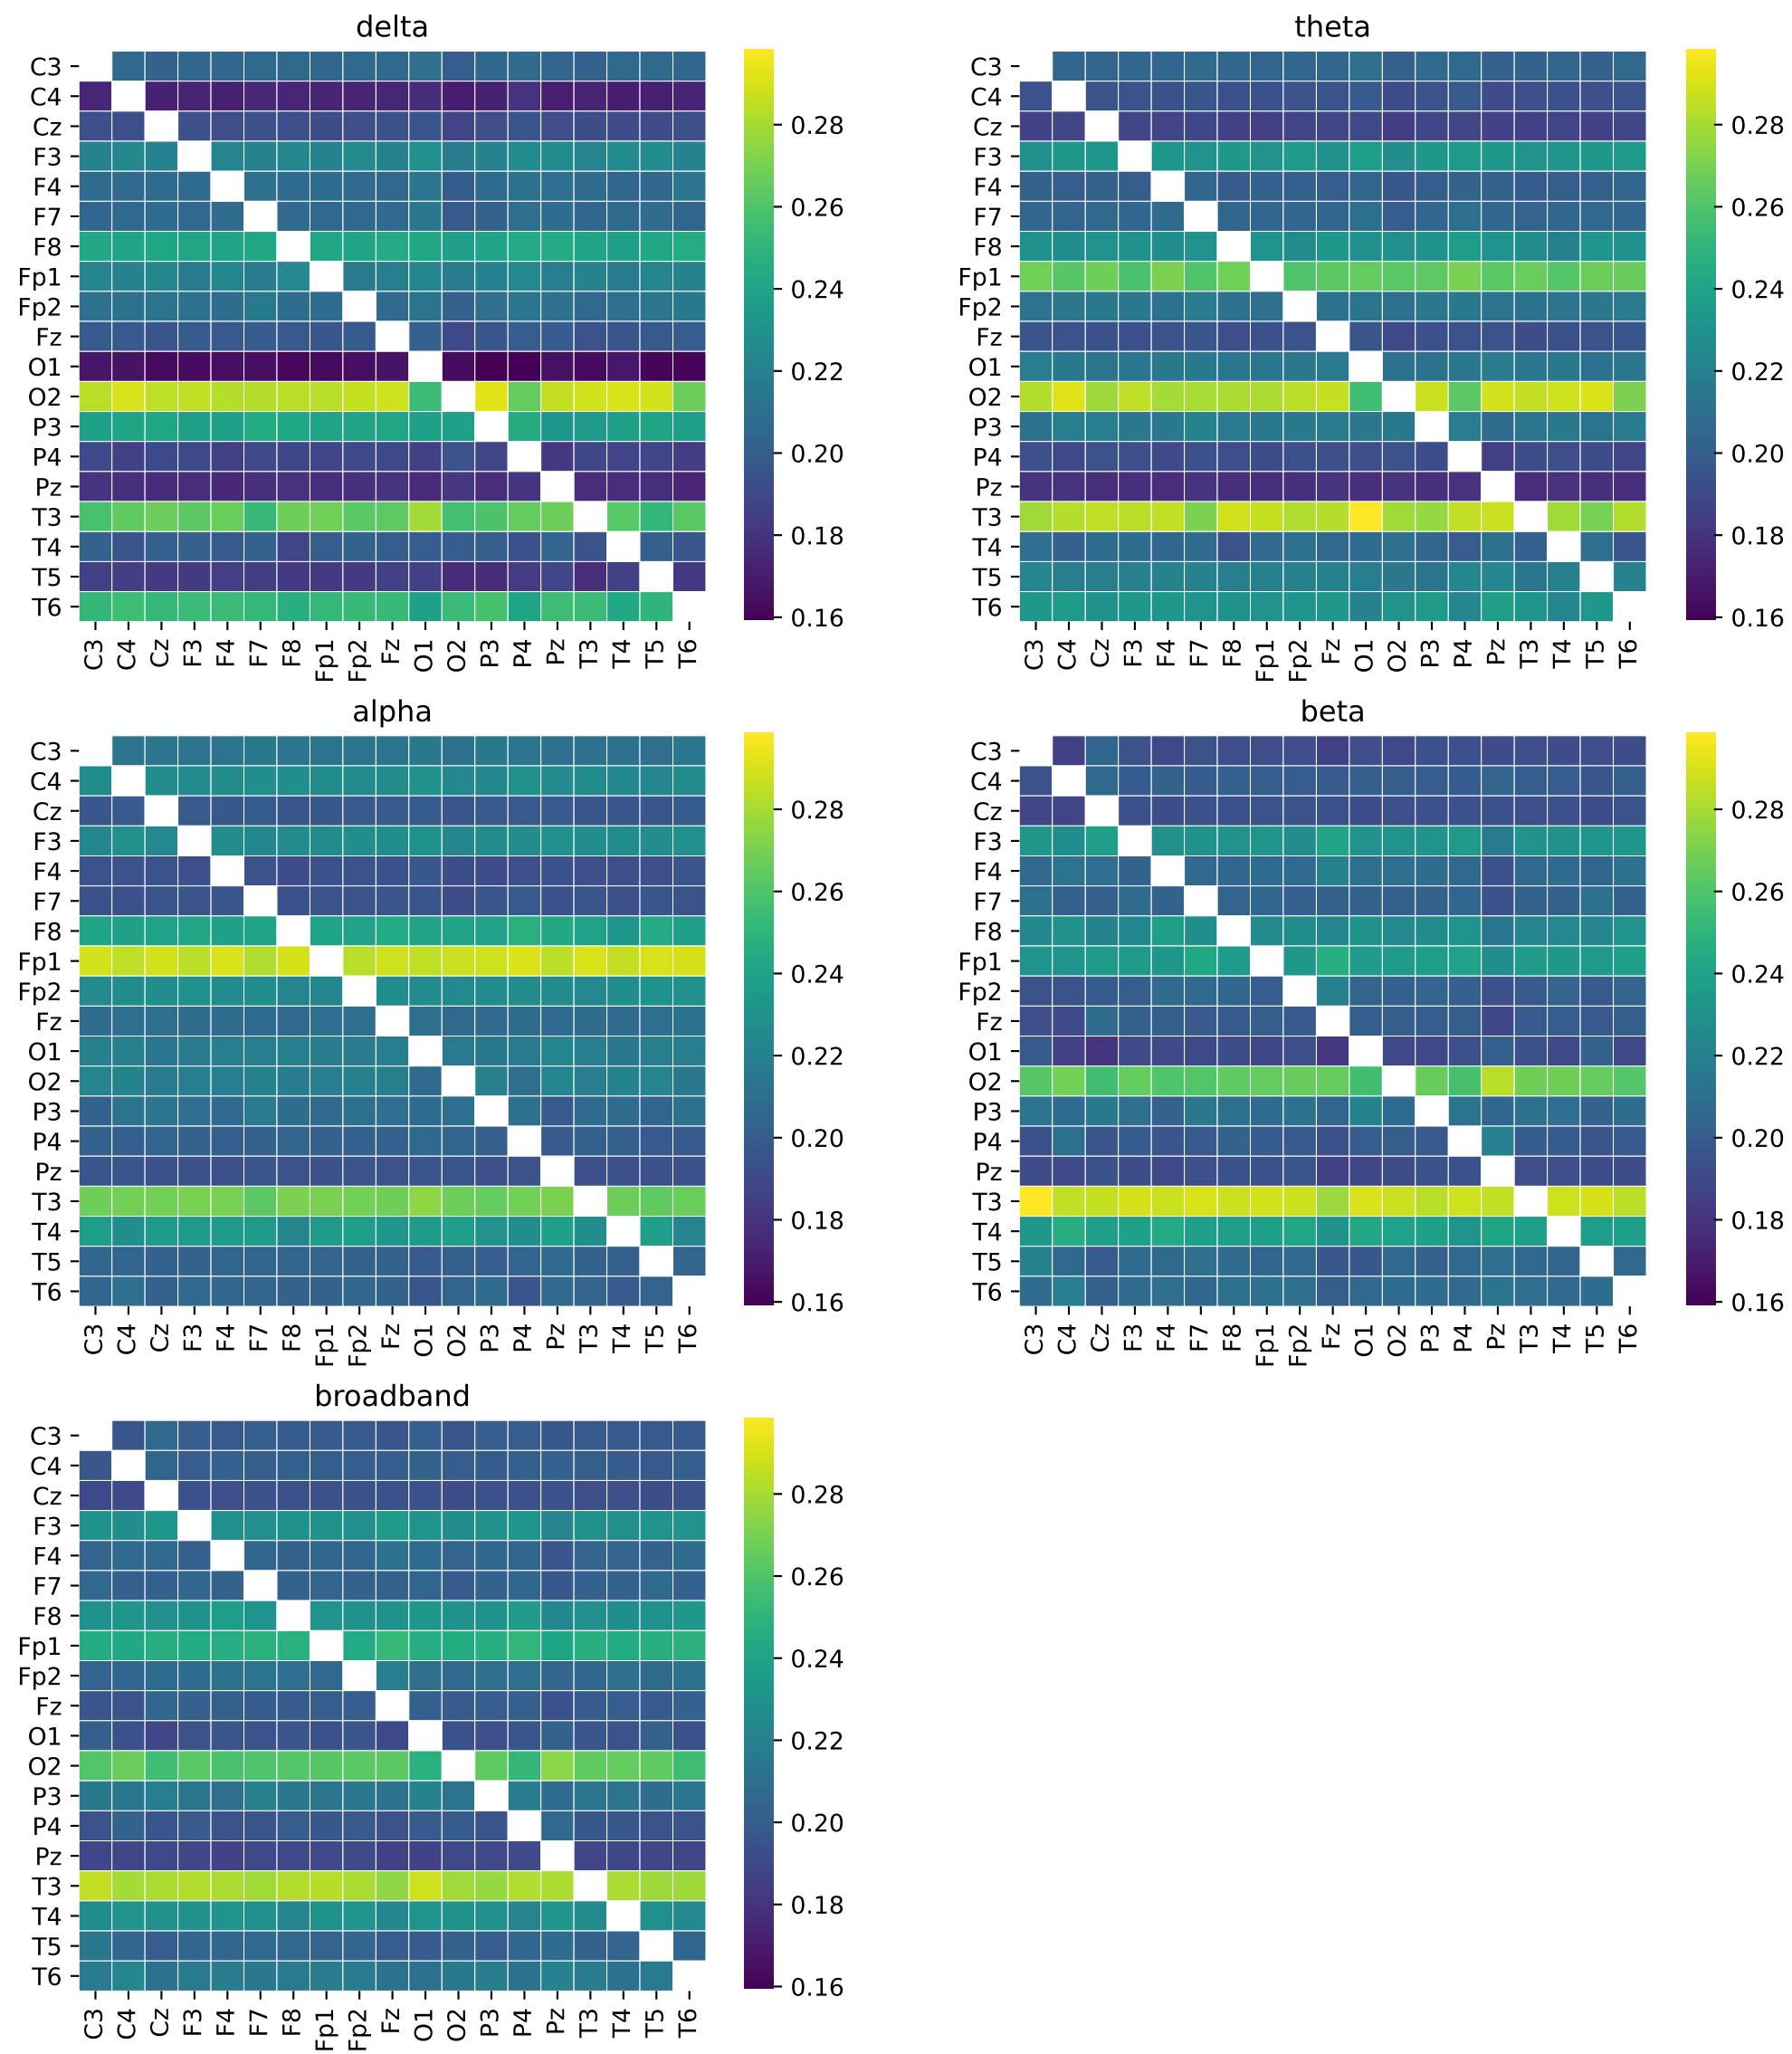 delta
C3
C4
Cz
F3
F4
F7
F8
Fp1
Fp2
Fz
O1
O2
P3
P4
Pz
T3
T4
T5
T6
C3 C4 Cz F3 F4 F7 F8 Fp1 Fp2 Fz O1 O2 P3 P4 Pz T3 T4 T5 T6
0.28
0.26
0.24
0.22
0.20
0.18
0.16
theta
C3
C4
Cz
F3
F4
F7
F8
Fp1
Fp2
Fz
O1
O2
P3
P4
Pz
T3
T4
T5
T6
C3 C4 Cz F3 F4 F7 F8 Fp1 Fp2 Fz O1 O2 P3 P4 Pz T3 T4 T5 T6
0.28
0.26
0.24
0.22
0.20
0.18
0.16
alpha
C3
C4
Cz
F3
F4
F7
F8
Fp1
Fp2
Fz
O1
O2
P3
P4
Pz
T3
T4
T5
T6
C3 C4 Cz F3 F4 F7 F8 Fp1 Fp2 Fz O1 O2 P3 P4 Pz T3 T4 T5 T6
0.28
0.26
0.24
0.22
0.20
0.18
0.16
beta
C3
C4
Cz
F3
F4
F7
F8
Fp1
Fp2
Fz
O1
O2
P3
P4
Pz
T3
T4
T5
T6
C3 C4 Cz F3 F4 F7 F8 Fp1 Fp2 Fz O1 O2 P3 P4 Pz T3 T4 T5 T6
0.28
0.26
0.24
0.22
0.20
0.18
0.16
broadband
C3
C4
Cz
F3
F4
F7
F8
Fp1
Fp2
Fz
O1
O2
P3
P4
Pz
T3
T4
T5
T6
C3 C4 Cz F3 F4 F7 F8 Fp1 Fp2 Fz O1 O2 P3 P4 Pz T3 T4 T5 T6
0.28
0.26
0.24
0.22
0.20
0.18
0.16